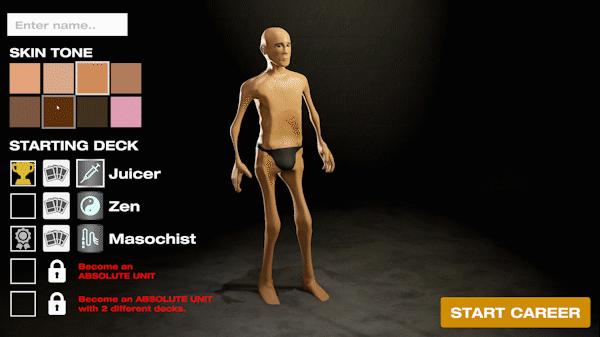 Enter name..
SKIN TONE
STARTING DECK
Juicer
Zen
Masochist
Become an
ABSOLUTE UNIT
Become an ABSOLUTE UNIT
with 2 different decks.
START CAREER